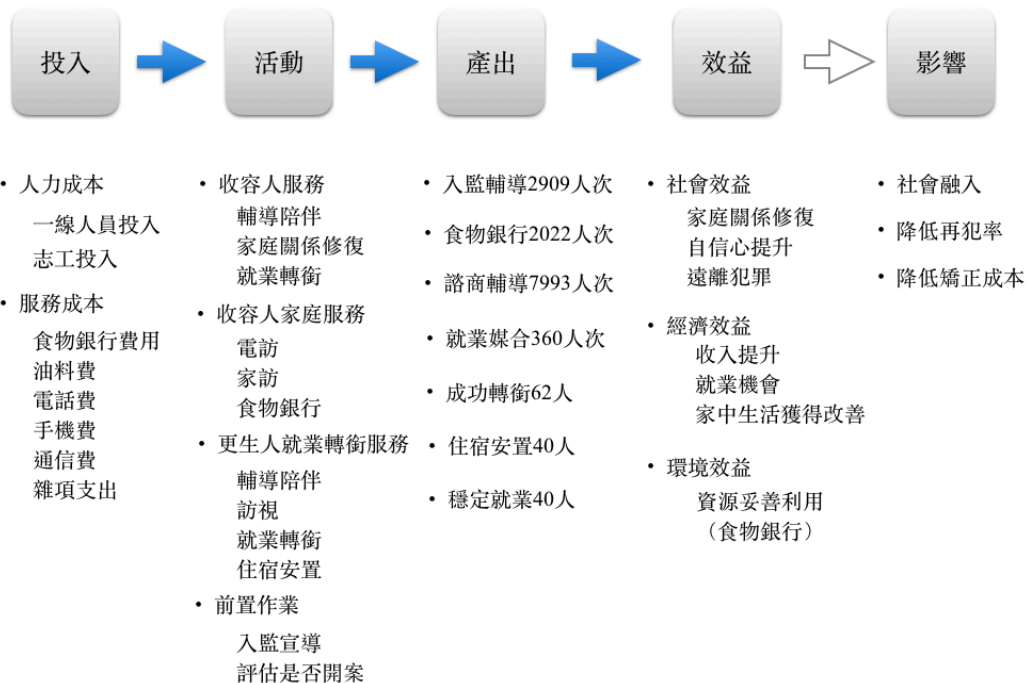 投入
活動
產出
效益
影響
• 人力成本
一線人員投入
志工投入
• 服務成本
食物銀行費用
油料費
電話費
手機費
通信費
雜項支出
• 收容人服務
輔導陪伴
家庭關係修復
就業轉銜
• 收容人家庭服務
電訪
家訪
食物銀行
• 更生人就業轉銜服務
輔導陪伴
訪視
就業轉銜
住宿安置
• 前置作業
入監宣導
評估是否開案
• 入監輔導2909人次
• 食物銀行2022人次
• 諮商輔導7993人次
• 就業媒合360人次
• 成功轉銜62人
• 住宿安置40人
• 穩定就業40人
• 社會效益
家庭關係修復
自信心提升
遠離犯罪
• 經濟效益
收入提升
就業機會
家中生活獲得改善
• 環境效益
資源妥善利用
（食物銀行）
• 社會融入
• 降低再犯率
• 降低矯正成本